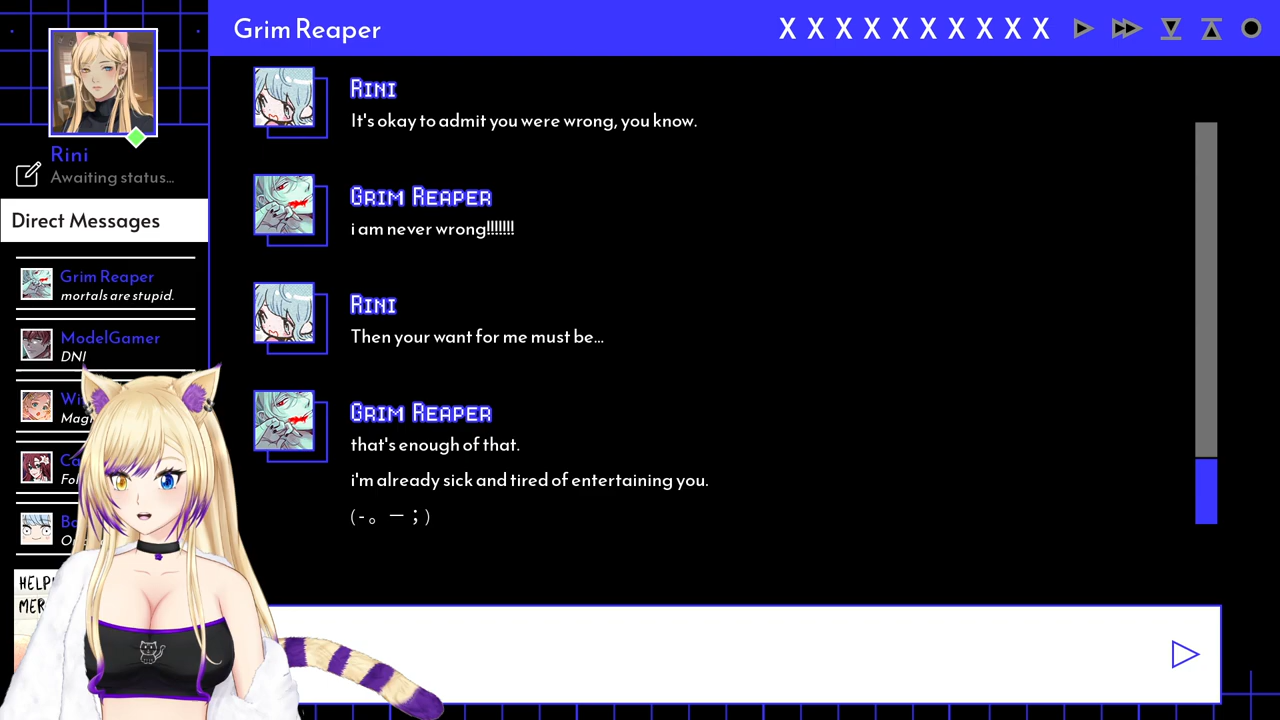 Grim Reaper
X X X X X X X X X X
Rini
Awaiting status...
Direct Messages
Grim Reaper
mortals are stupid.
ModelGamer
DNI
HELP
Rini
It's okay to admit you were wrong, you know.
Grim Reaper
i am never wrong!!!!!!!
Rini
Then your want for me must be...
Grim Reaper
that's enough of that.
i'm already sick and tired of entertaining you.
(-。ー;)